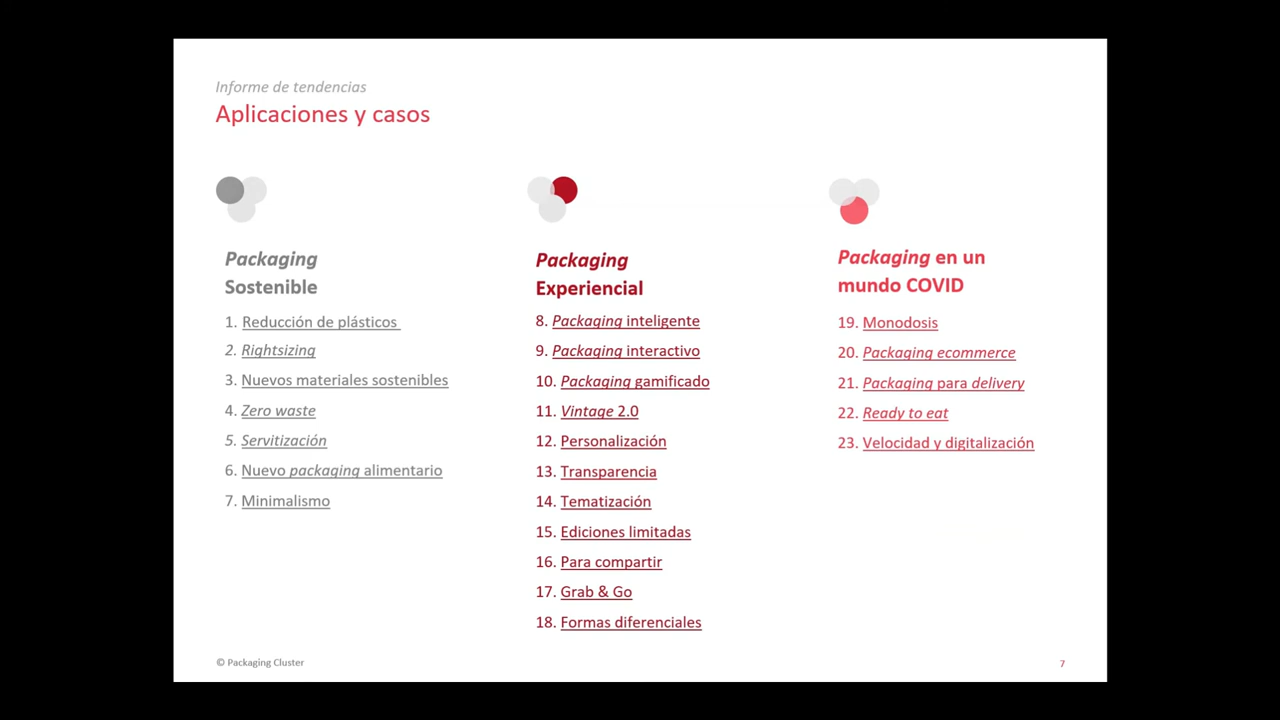 Informe de tendencias
Aplicaciones y casos
Packaging
Sostenible
1. Reducción de plásticos
2. Rightsizing
3. Nuevos materiales sostenibles
4. Zero waste
5. Servitización
6. Nuevo packaging alimentario
7. Minimalismo
Packaging
Experiencial
8. Packaging inteligente
9. Packaging interactivo
10. Packaging gamificado
11. Vintage 2.0
12. Personalización
13. Transparencia
14. Tematización
15. Ediciones limitadas
16. Para compartir
17. Grab & Go
18. Formas diferenciales
Packaging en un
mundo COVID
19. Monodosis
20. Packaging ecommerce
21. Packaging para delivery
22. Ready to eat
23. Velocidad y digitalización
© Packaging Cluster
7